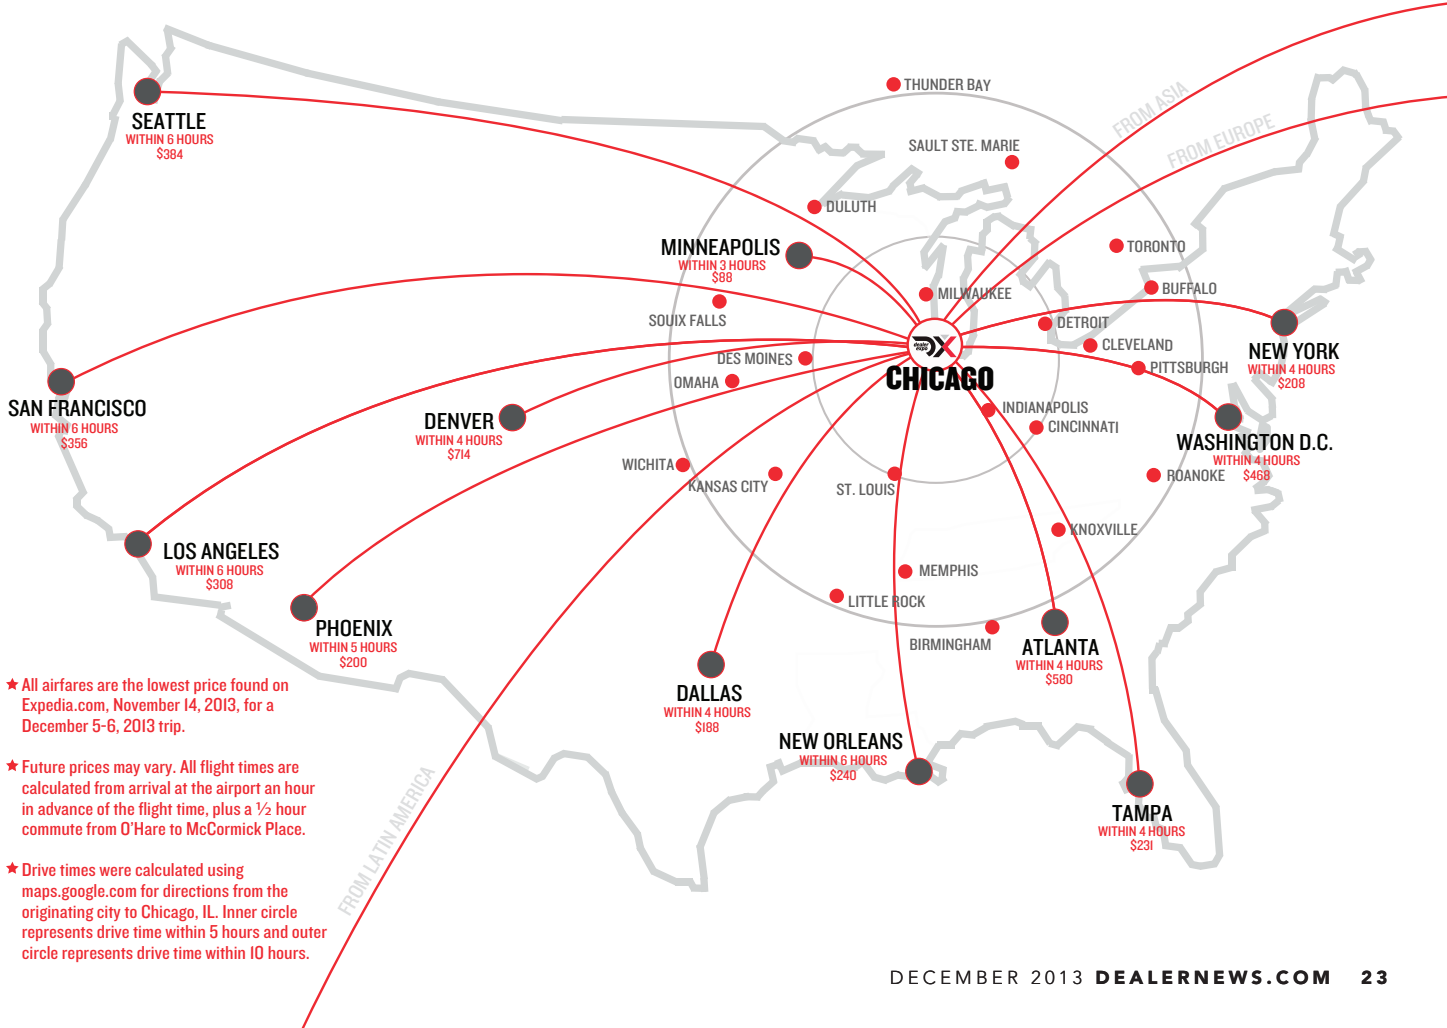 THUNDER BAY
FROM ASIA
SEATTLE
WITHIN 6 HOURS
$384
SAULT STE. MARIE
FROM EUROPE
DULUTH
MINNEAPOLIS
WITHIN 3 HOURS
$88
TORONTO
BUFFALO
MILWAUKEE
SOUIX FALLS
DETROIT
CLEVELAND
NEW YORK
WITHIN 4 HOURS
$208
dealer
expo
DX
CHICAGO
DES MOINES
PITTSBURGH
OMAHA
SAN FRANCISCO
WITHIN 6 HOURS
$356
DENVER
WITHIN 4 HOURS
$714
INDIANAPOLIS
CINCINNATI
WASHINGTON D.C.
WITHIN 4 HOURS
$468
WICHITA
KANSAS CITY
ST. LOUIS
ROANOKE
KNOXVILLE
LOS ANGELES
WITHIN 6 HOURS
$308
MEMPHIS
LITTLE ROCK
PHOENIX
WITHIN 5 HOURS
$200
BIRMINGHAM
ATLANTA
WITHIN 4 HOURS
$580
DALLAS
WITHIN 4 HOURS
$188
NEW ORLEANS
WITHIN 6 HOURS
$240
TAMPA
WITHIN 4 HOURS
$231
FROM LATIN AMERICA
★ All airfares are the lowest price found on
Expedia.com, November 14, 2013, for a
December 5-6, 2013 trip.
★ Future prices may vary. All flight times are
calculated from arrival at the airport an hour
in advance of the flight time, plus a ½ hour
commute from O'Hare to McCormick Place.
★ Drive times were calculated using
maps.google.com for directions from the
originating city to Chicago, IL. Inner circle
represents drive time within 5 hours and outer
circle represents drive time within 10 hours.
DECEMBER 2013 DEALERNEWS.COM 23